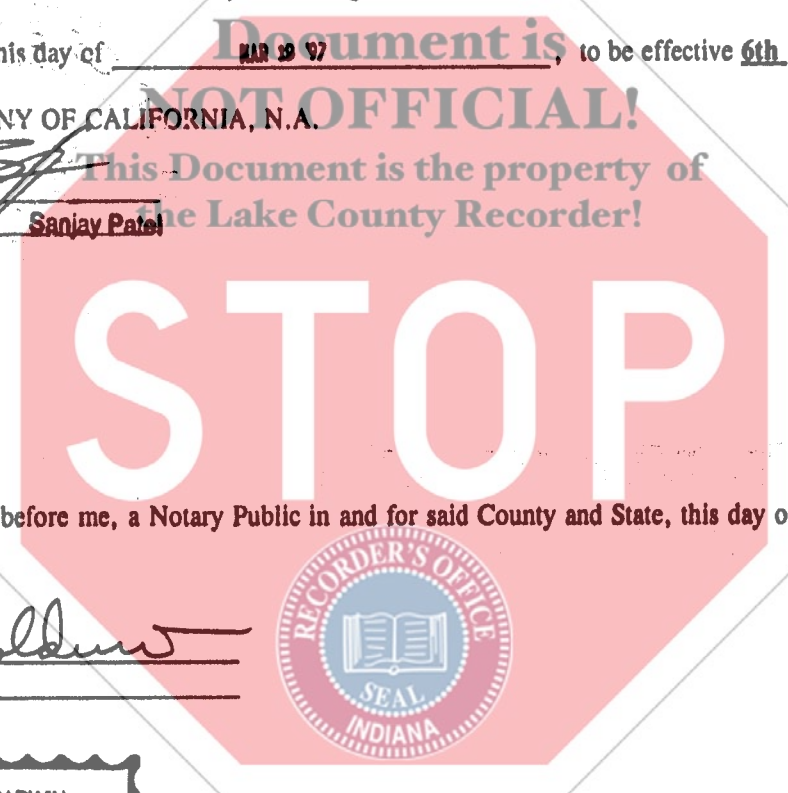 Document is
his day of MAR 19 '97, to be effective 6th
NOT OFFICIAL!
NY OF CALIFORNIA, N.A.
This Document is the property of
the Lake County Recorder!
Sanjay Patel
STOP
before me, a Notary Public in and for said County and State, this day o
RECORDER'S OFFICE
SEAL
INDIANA